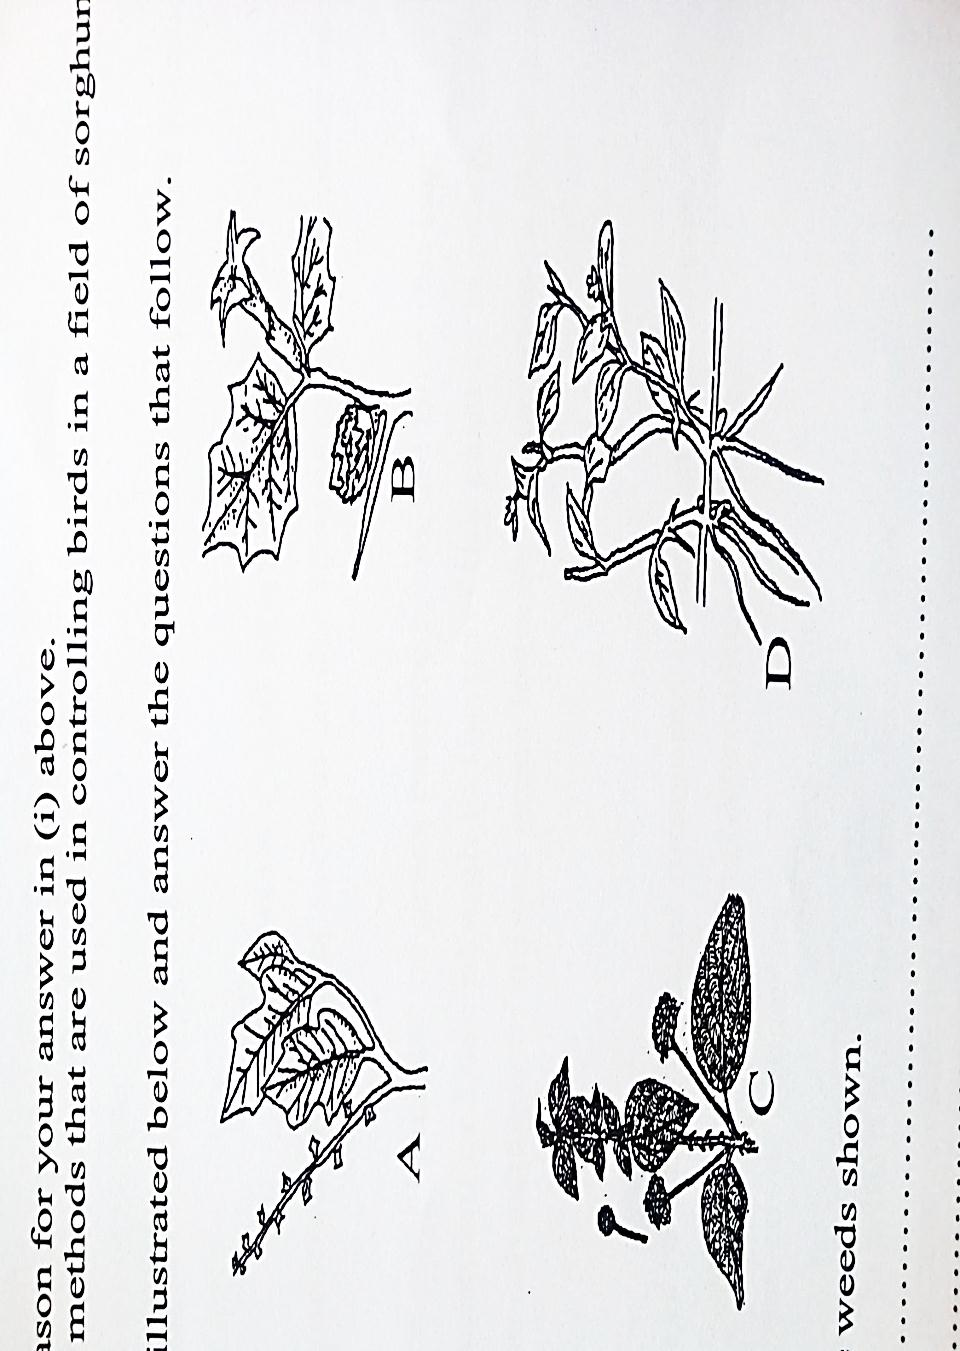 ason for your answer in (i) above.
methods that are used in controlling birds in a field of sorghum
illustrated below and answer the questions that follow.
A
B
C
D
weeds shown.